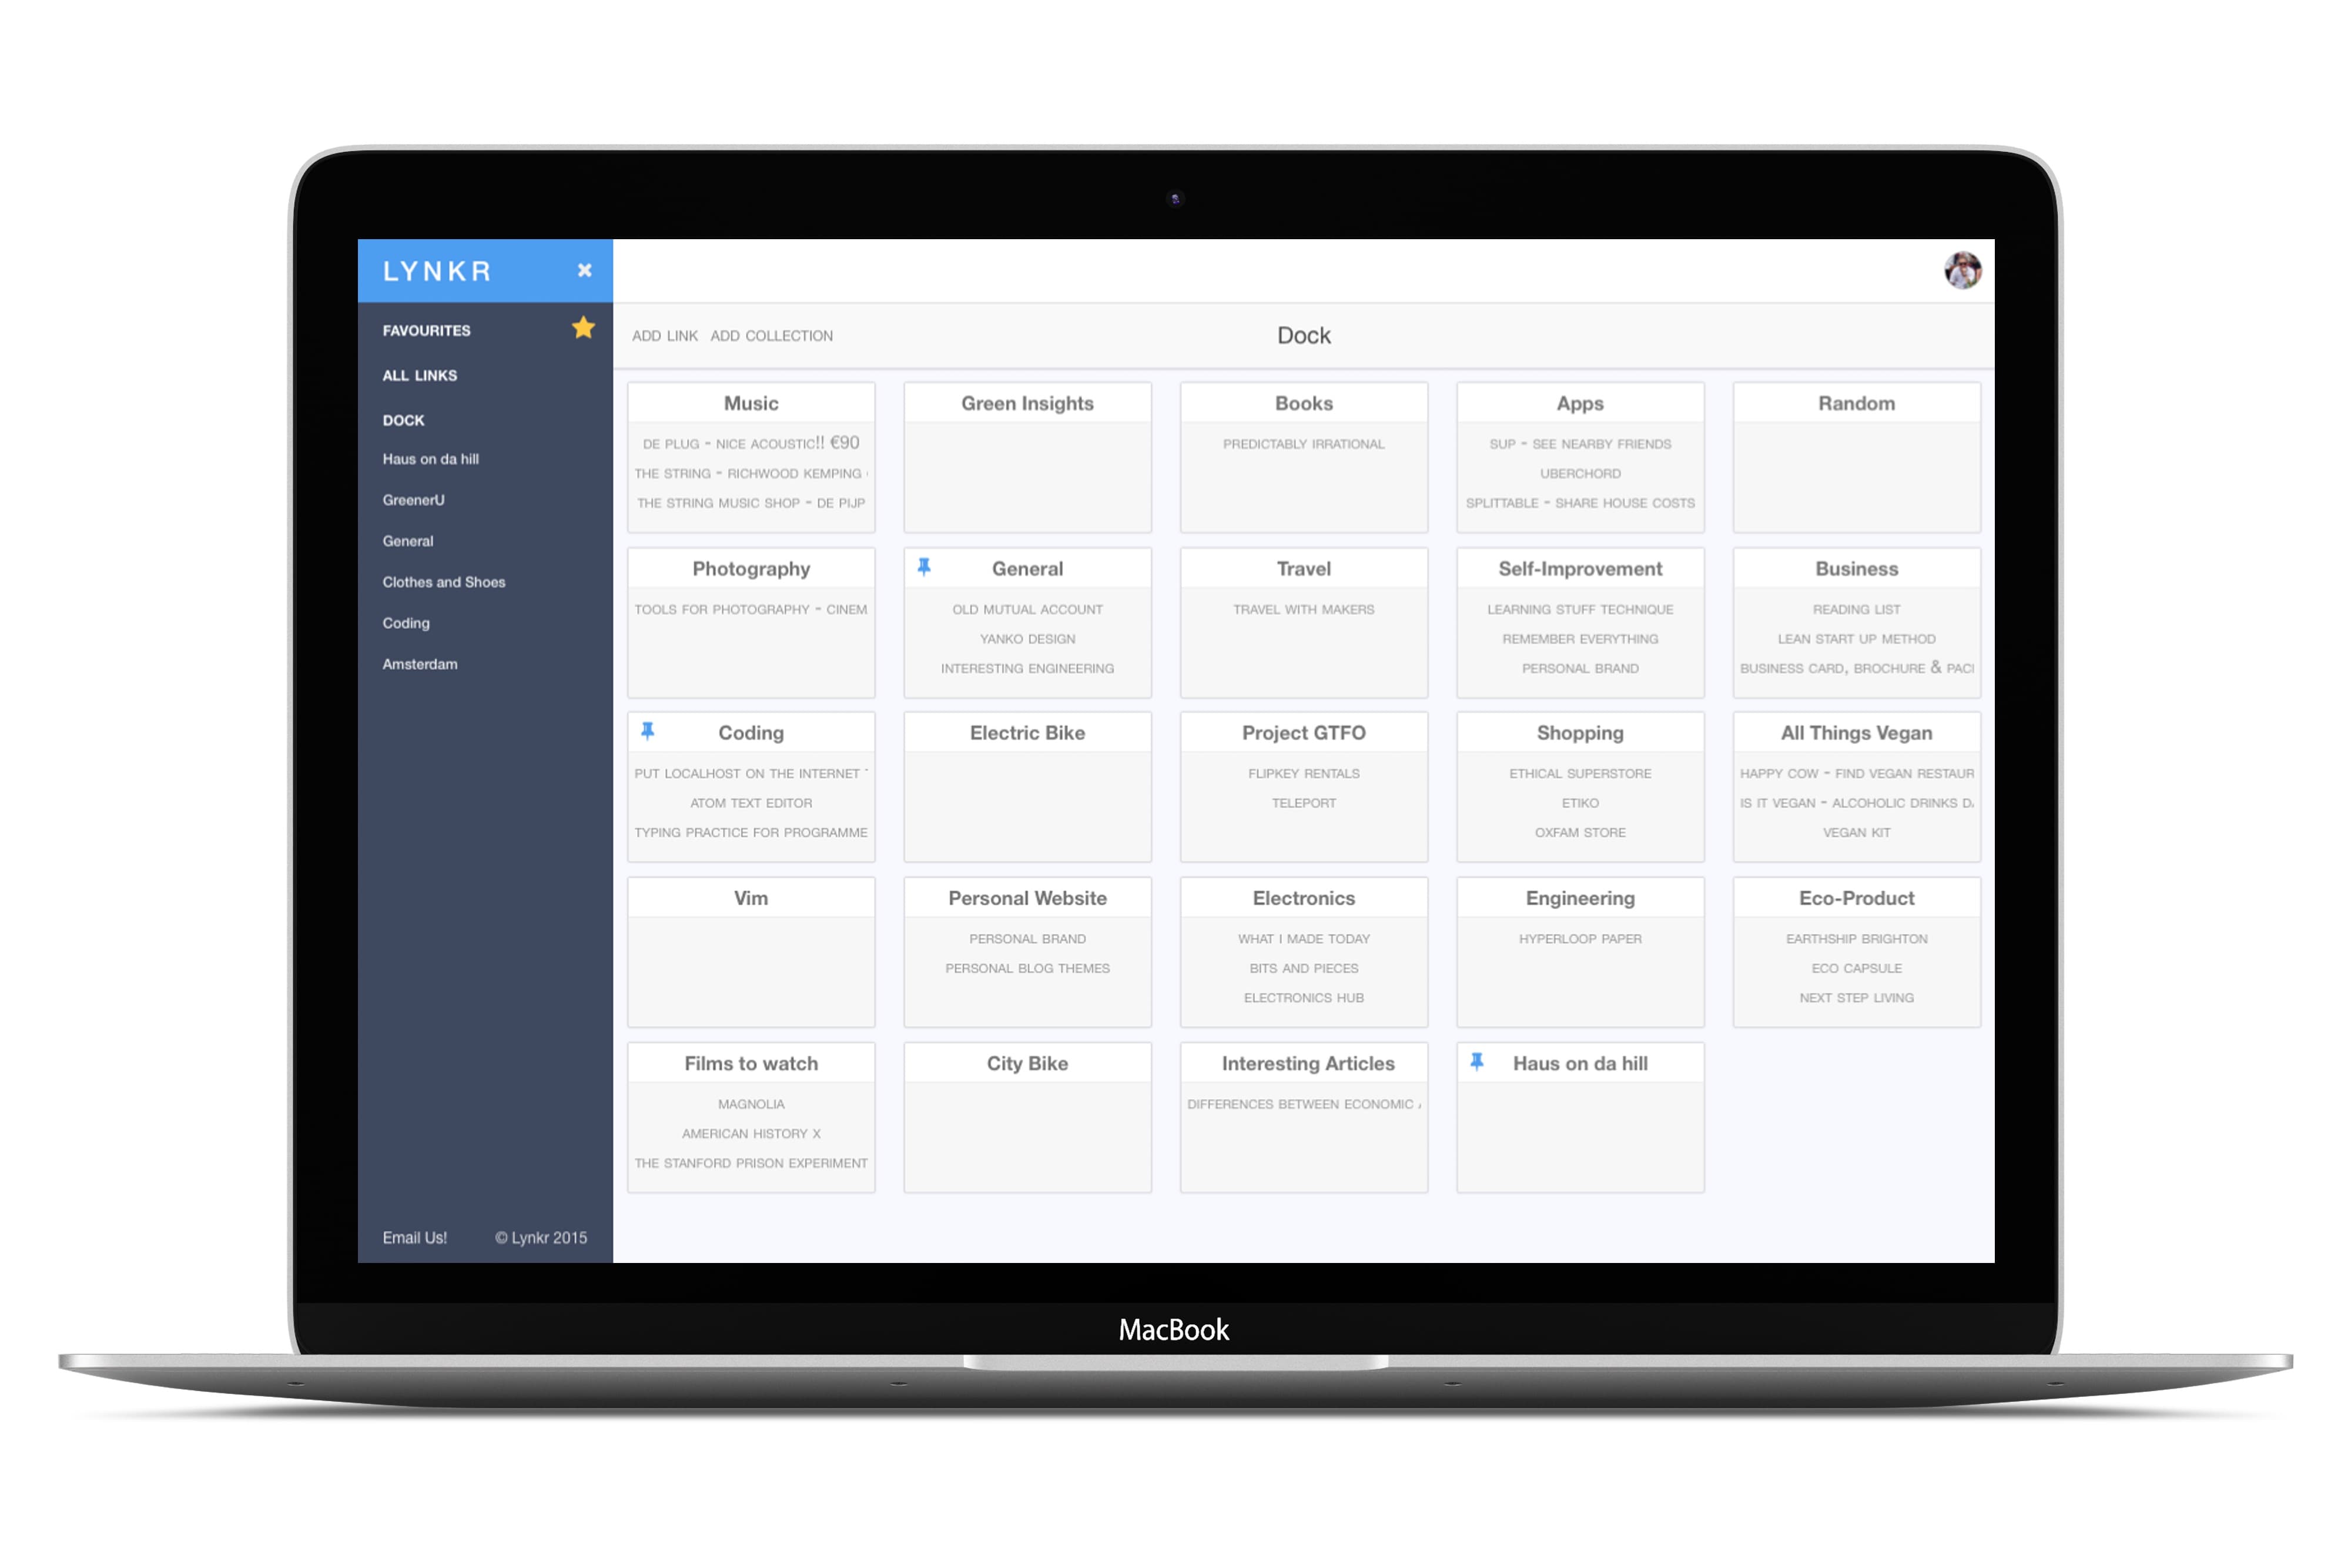 LYNKR
FAVOURITES
ALL LINKS
DOCK
Haus on da hill
GreenerU
General
Clothes and Shoes
Coding
Amsterdam
Email Us! © Lynkr 2015
ADD LINK ADD COLLECTION Dock
Music
DE PLUG - NICE ACOUSTIC!! €90
THE STRING - RICHWOOD KEMPING
THE STRING MUSIC SHOP - DE PIJP
Green Insights
Books
PREDICTABLY IRRATIONAL
Apps
SUP - SEE NEARBY FRIENDS
UBERCHORD
SPLITTABLE - SHARE HOUSE COSTS
Random
Photography
TOOLS FOR PHOTOGRAPHY - CINEM
General
OLD MUTUAL ACCOUNT
YANKO DESIGN
INTERESTING ENGINEERING
Travel
TRAVEL WITH MAKERS
Self-Improvement
LEARNING STUFF TECHNIQUE
REMEMBER EVERYTHING
PERSONAL BRAND
Business
READING LIST
LEAN START UP METHOD
BUSINESS CARD, BROCHURE & PAC
Coding
PUT LOCALHOST ON THE INTERNET
ATOM TEXT EDITOR
TYPING PRACTICE FOR PROGRAMME
Electric Bike
Project GTFO
FLIPKEY RENTALS
TELEPORT
Shopping
ETHICAL SUPERSTORE
ETIKO
OXFAM STORE
All Things Vegan
HAPPY COW - FIND VEGAN RESTAUR
IS IT VEGAN - ALCOHOLIC DRINKS D
VEGAN KIT
Vim
Personal Website
PERSONAL BRAND
PERSONAL BLOG THEMES
Electronics
WHAT I MADE TODAY
BITS AND PIECES
ELECTRONICS HUB
Engineering
HYPERLOOP PAPER
Eco-Product
EARTHSHIP BRIGHTON
ECO CAPSULE
NEXT STEP LIVING
Films to watch
MAGNOLIA
AMERICAN HISTORY X
THE STANFORD PRISON EXPERIMENT
City Bike
Interesting Articles
DIFFERENCES BETWEEN ECONOMIC
Haus on da hill
MacBook